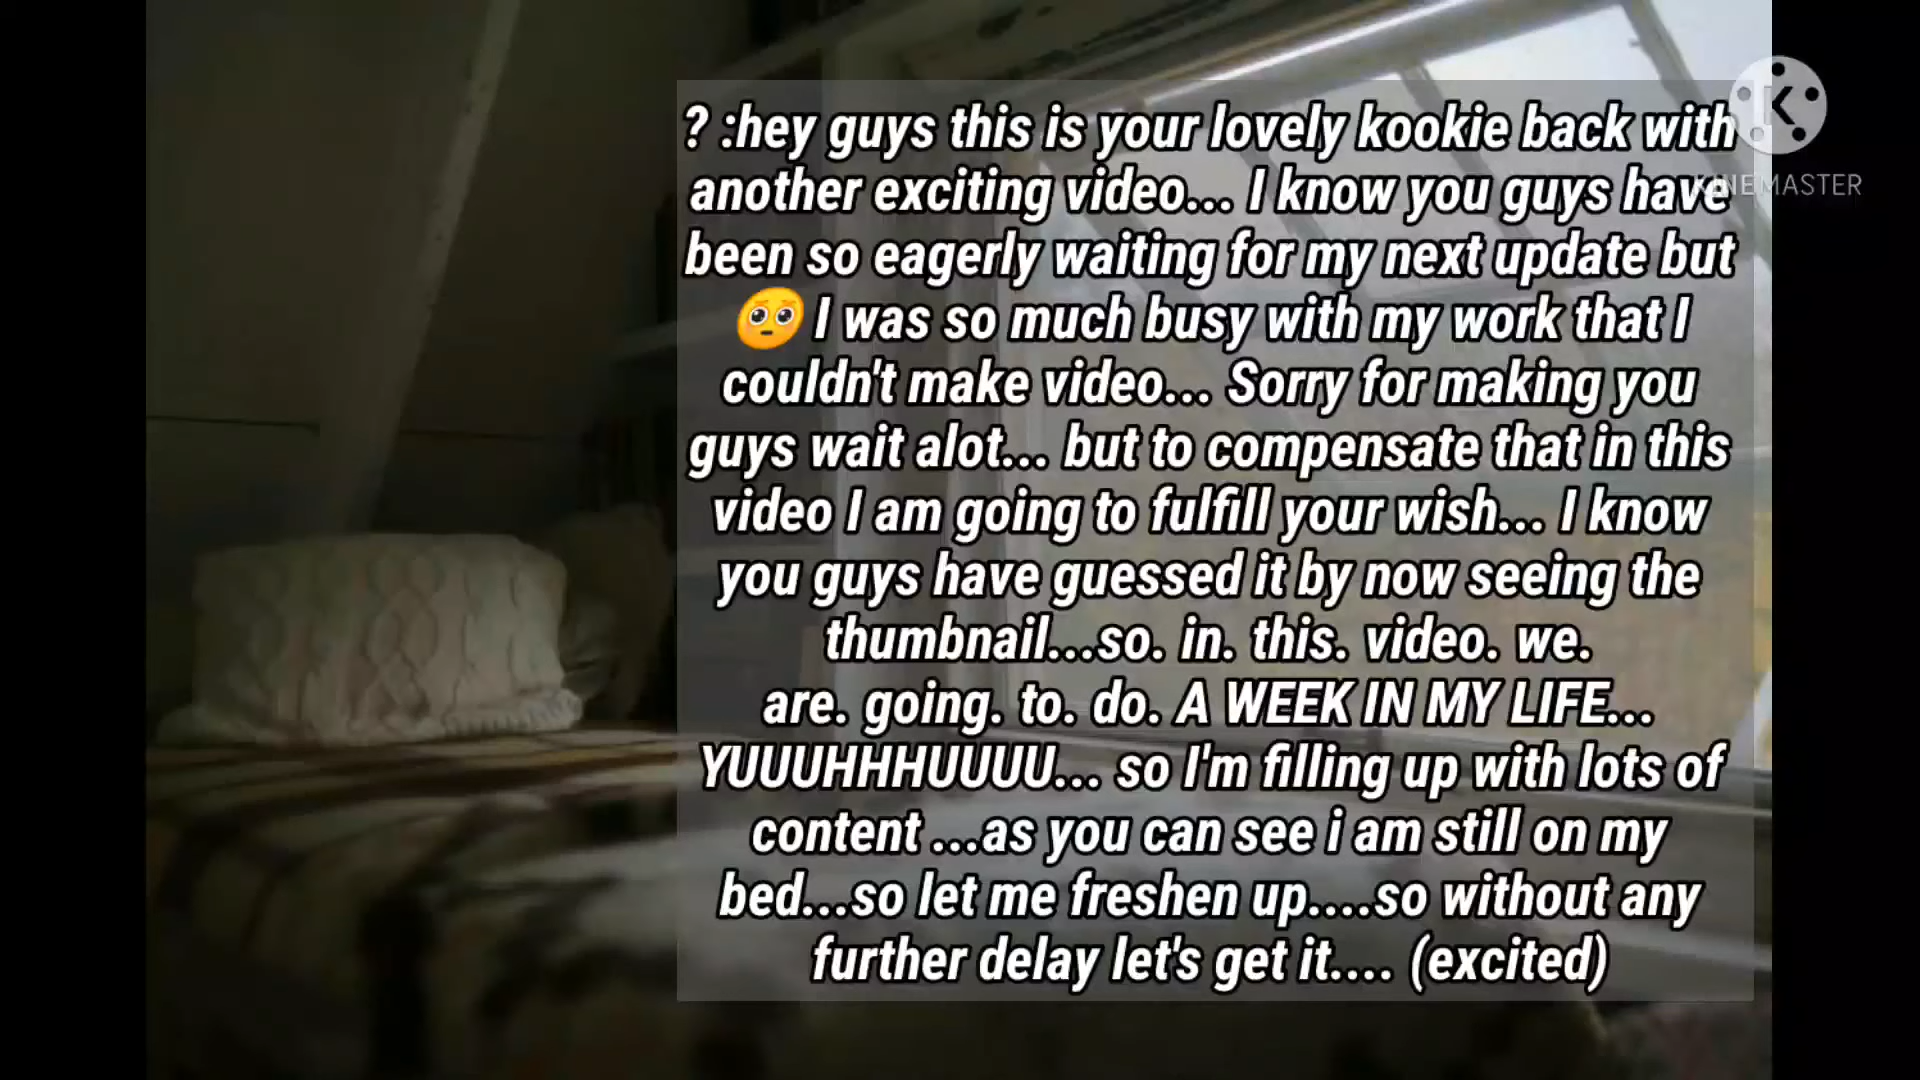 ? :hey guys this is your lovely kookie back with
another exciting video... I know you guys have
been so eagerly waiting for my next update but
🥺 I was so much busy with my work that I
couldn't make video... Sorry for making you
guys wait alot... but to compensate that in this
video I am going to fulfill your wish... I know
you guys have guessed it by now seeing the
thumbnail...so. in. this. video. we.
are. going. to. do. A WEEK IN MY LIFE...
YUUUHHHUUUU... so I'm filling up with lots of
content ...as you can see i am still on my
bed...so let me freshen up....so without any
further delay let's get it.... (excited)
K
KINEMASTER